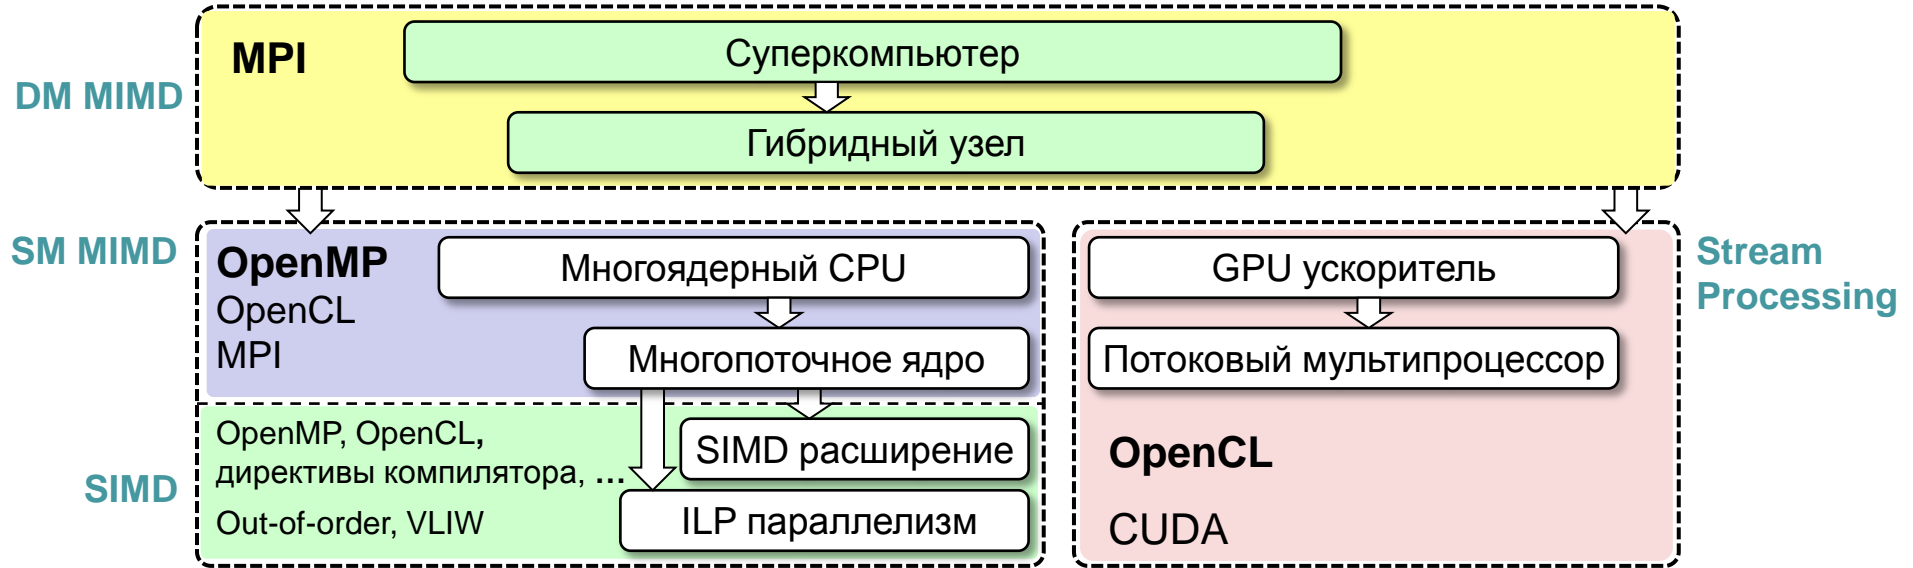 DM MIMD
MPI
Суперкомпьютер
Гибридный узел
SM MIMD
OpenMP
OpenCL
MPI
Многоядерный CPU
Многопоточное ядро
SIMD
OpenMP, OpenCL,
директивы компилятора, ...
Out-of-order, VLIW
SIMD расширение
ILP параллелизм
GPU ускоритель
Потоковый мультипроцессор
OpenCL
CUDA
Stream
Processing